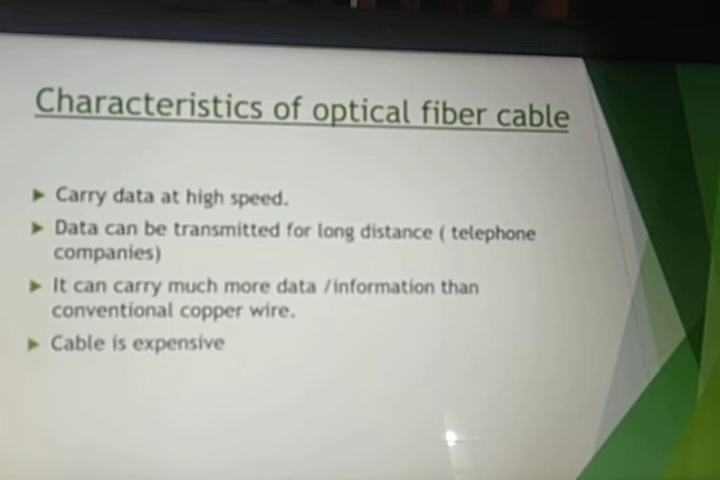 Characteristics of optical fiber cable
Carry data at high speed.
Data can be transmitted for long distance ( telephone
companies)
It can carry much more data /information than
conventional copper wire.
Cable is expensive